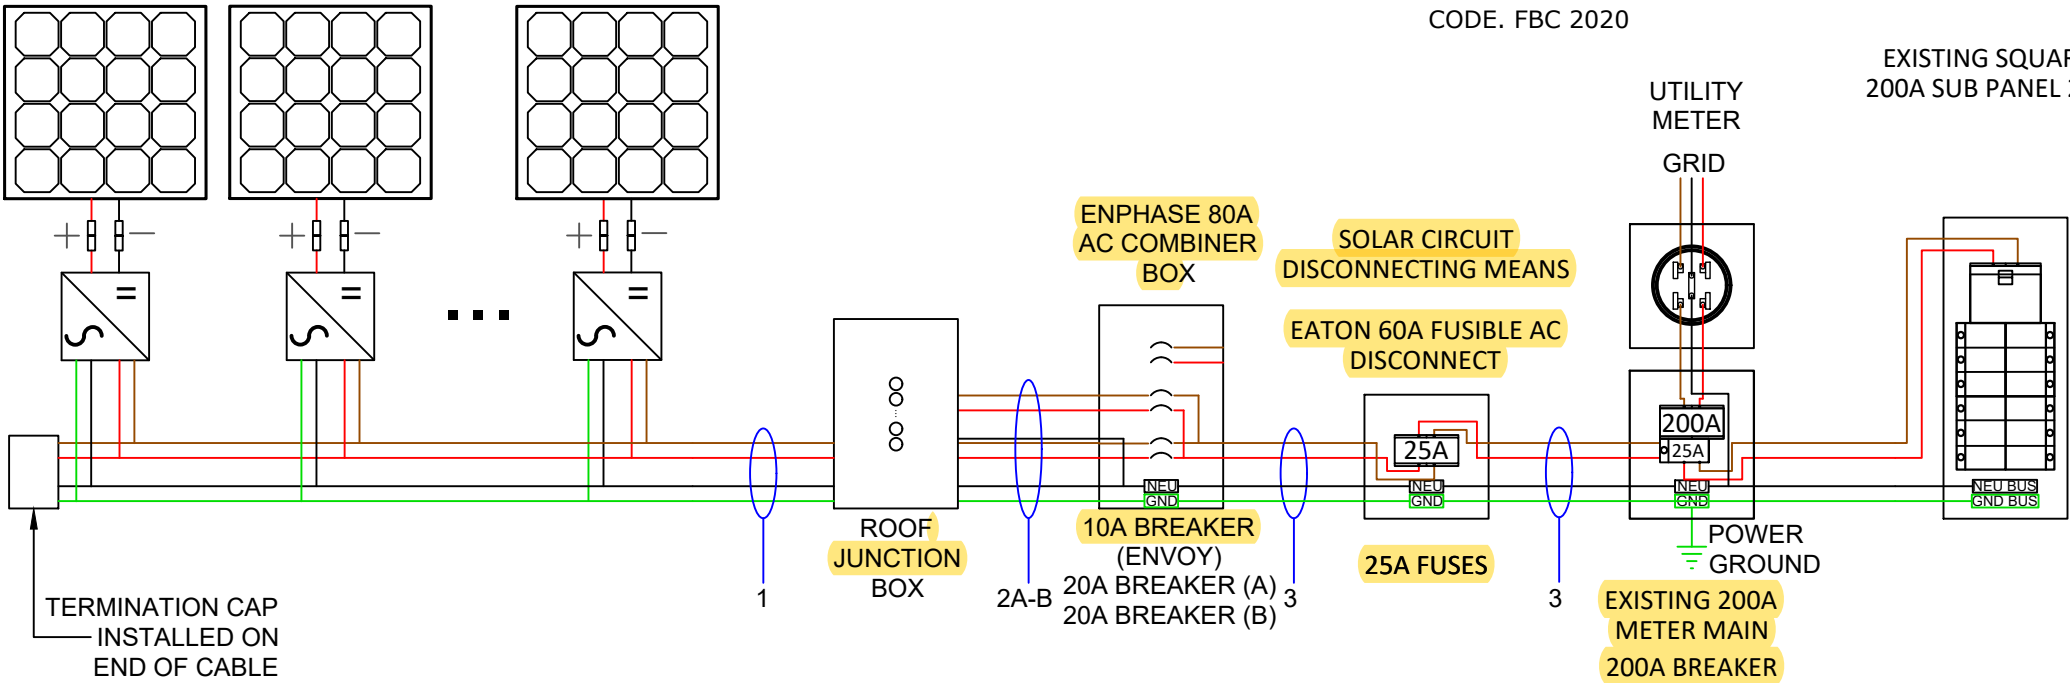 CODE. FBC 2020
EXISTING SQUAR
200A SUB PANEL
UTILITY
METER
GRID
ENPHASE 80A
AC COMBINER
BOX
SOLAR CIRCUIT
DISCONNECTING MEANS
EATON 60A FUSIBLE AC
DISCONNECT
+ —
+ —
+ —
200A
25A
25A
NEU
GND
NEU
GND
NEU
GND
NEU BUS
GND BUS
ROOF
JUNCTION
BOX
10A BREAKER
(ENVOY)
20A BREAKER (A)
20A BREAKER (B)
25A FUSES
POWER
GROUND
1
2A-B
3
3
EXISTING 200A
METER MAIN
200A BREAKER
TERMINATION CAP
INSTALLED ON
END OF CABLE